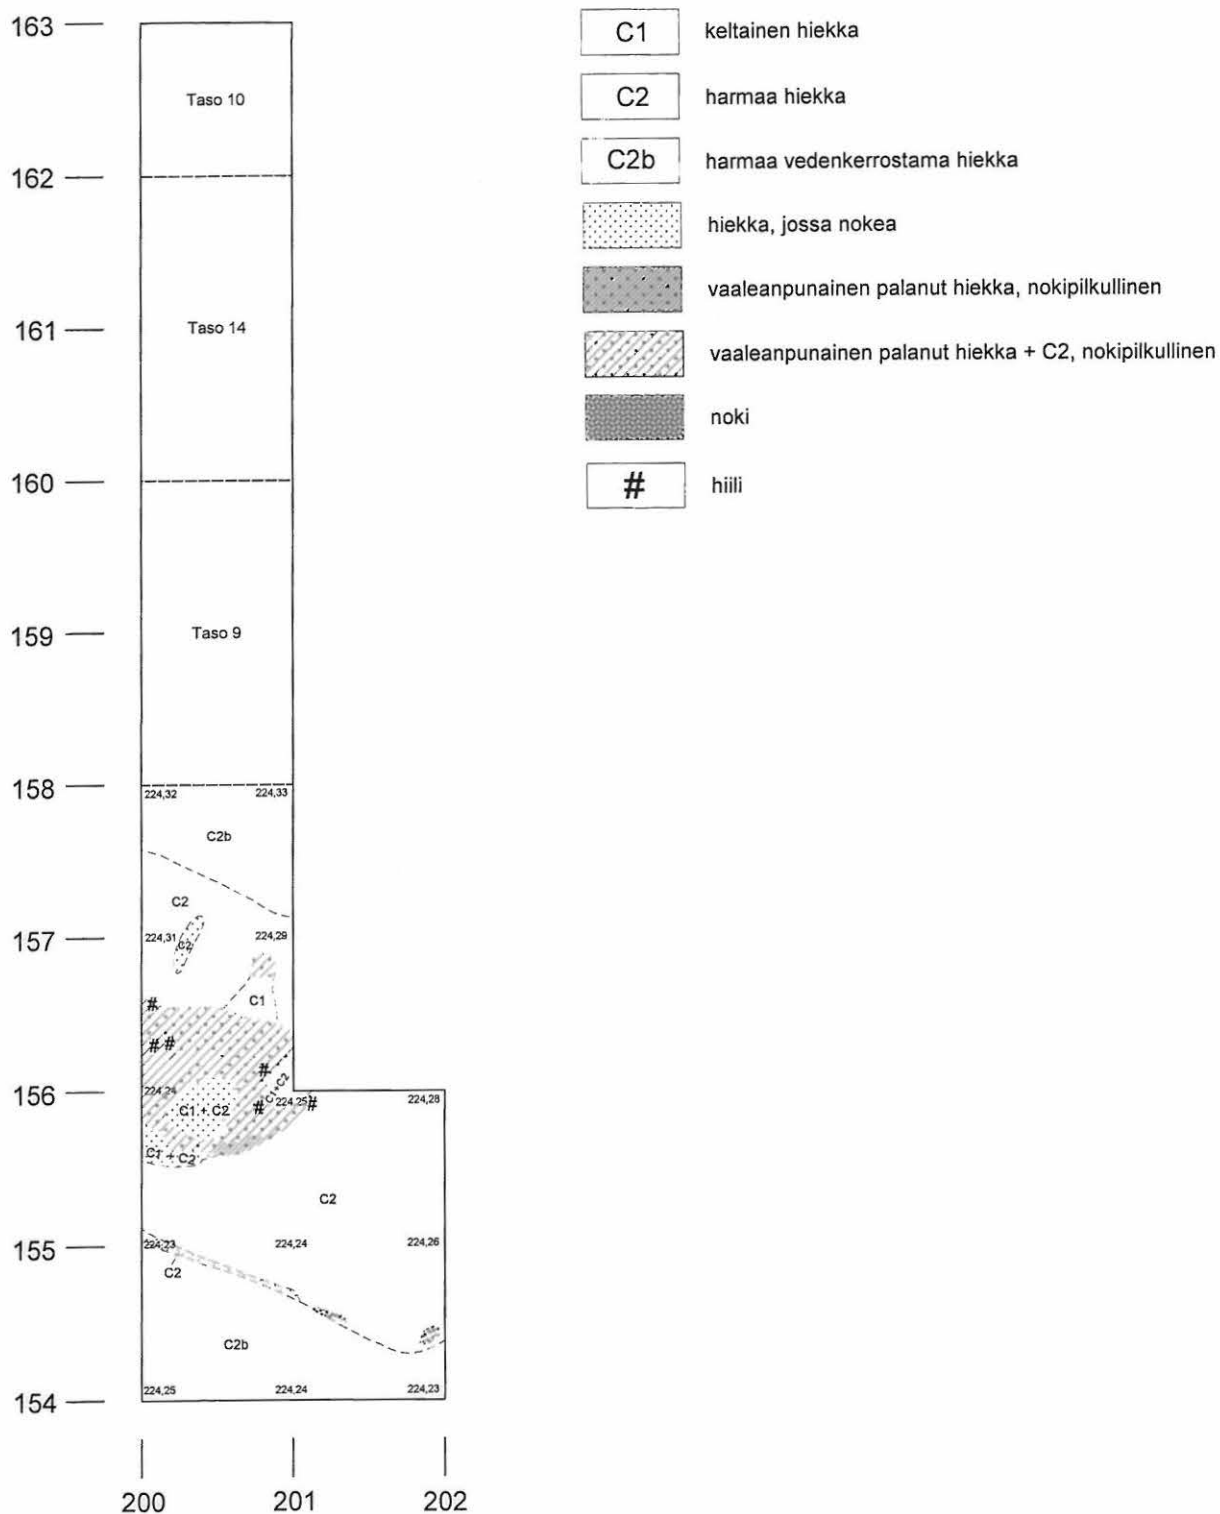 163
Taso 10
162
161
Taso 14
160
159
Taso 9
158
224,32 224,33
C2b
C2
157
224,31 C2 224,29
C1
#
# #
#
C1+C2
156
224,24 224,25 224,28
C1 + C2 # #
C1 + C2
C2
155
224,23 224,24 224,26
C2
C2b
224,25 224,24 224,23
154
200 201 202
C1 keltainen hiekka
C2 harmaa hiekka
C2b harmaa vedenkerrostama hiekka
hiekka, jossa nokea
vaaleanpunainen palanut hiekka, nokipilkullinen
vaaleanpunainen palanut hiekka + C2, nokipilkullinen
noki
# hiili